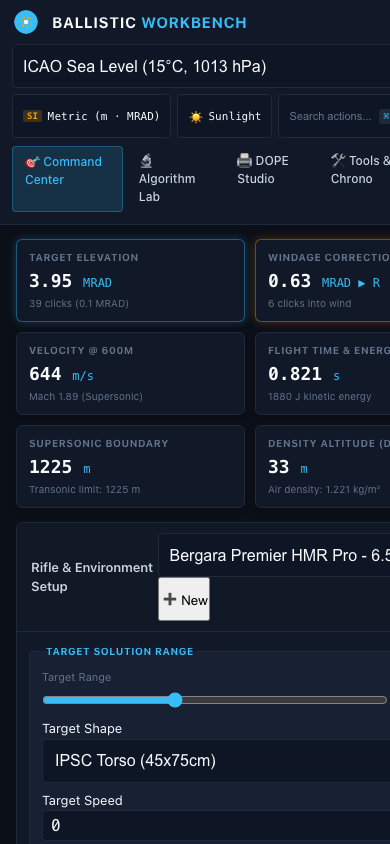 BALLISTIC WORKBENCH
ICAO Sea Level (15°C, 1013 hPa)
SI Metric (m · MRAD)
☀️ Sunlight
Search actions...
🎯 Command Center
🔬 Algorithm Lab
🖨️ DOPE Studio
🛠️ Tools & Chrono
TARGET ELEVATION
3.95 MRAD
39 clicks (0.1 MRAD)
WINDAGE CORRECTIO
0.63 MRAD ▶ R
6 clicks into wind
VELOCITY @ 600M
644 m/s
Mach 1.89 (Supersonic)
FLIGHT TIME & ENERG
0.821 s
1880 J kinetic energy
SUPERSONIC BOUNDARY
1225 m
Transonic limit: 1225 m
DENSITY ALTITUDE (D
33 m
Air density: 1.221 kg/m³
Rifle & Environment Setup
Bergara Premier HMR Pro - 6.5
➕ New
TARGET SOLUTION RANGE
Target Range
Target Shape
IPSC Torso (45x75cm)
Target Speed
0